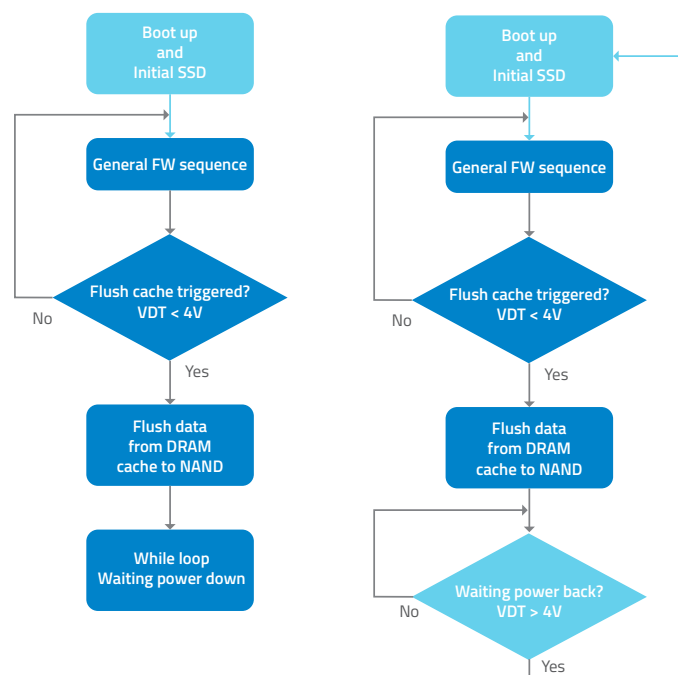 Boot up
and
Initial SSD
General FW sequence
Flush cache triggered?
VDT < 4V
No
Yes
Flush data
from DRAM
cache to NAND
While loop
Waiting power down
Boot up
and
Initial SSD
General FW sequence
Flush cache triggered?
VDT < 4V
No
Yes
Flush data
from DRAM
cache to NAND
Waiting power back?
VDT > 4V
No
Yes